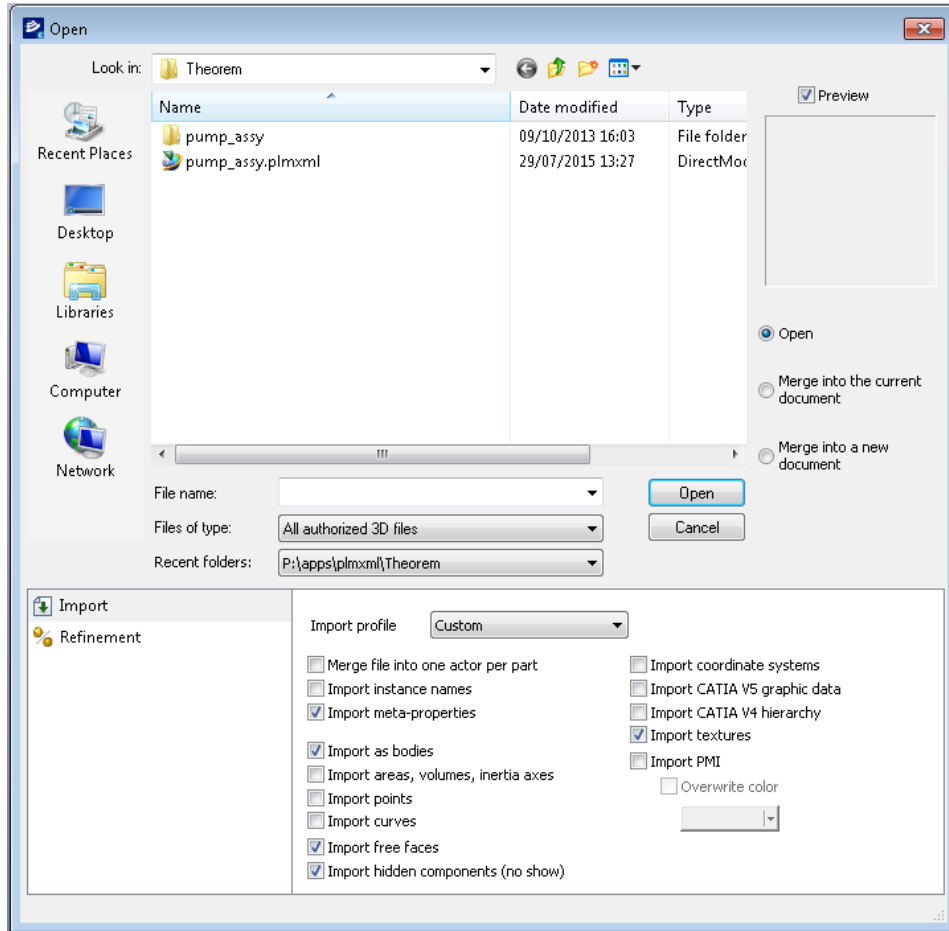 Open
Look in: Theorem
Preview
Name Date modified Type
pump_assy 09/10/2013 16:03 File folder
pump_assy.plmxml 29/07/2015 13:27 DirectMoc
Recent Places
Desktop
Libraries
Computer
Network
Open
Merge into the current
document
Merge into a new
document
File name: Open
Files of type: All authorized 3D files Cancel
Recent folders: P:\apps\plmxml\Theorem
Import
Refinement
Import profile Custom
Merge file into one actor per part
Import instance names
Import meta-properties
Import as bodies
Import areas, volumes, inertia axes
Import points
Import curves
Import free faces
Import hidden components (no show)
Import coordinate systems
Import CATIA V5 graphic data
Import CATIA V4 hierarchy
Import textures
Import PMI
Overwrite color